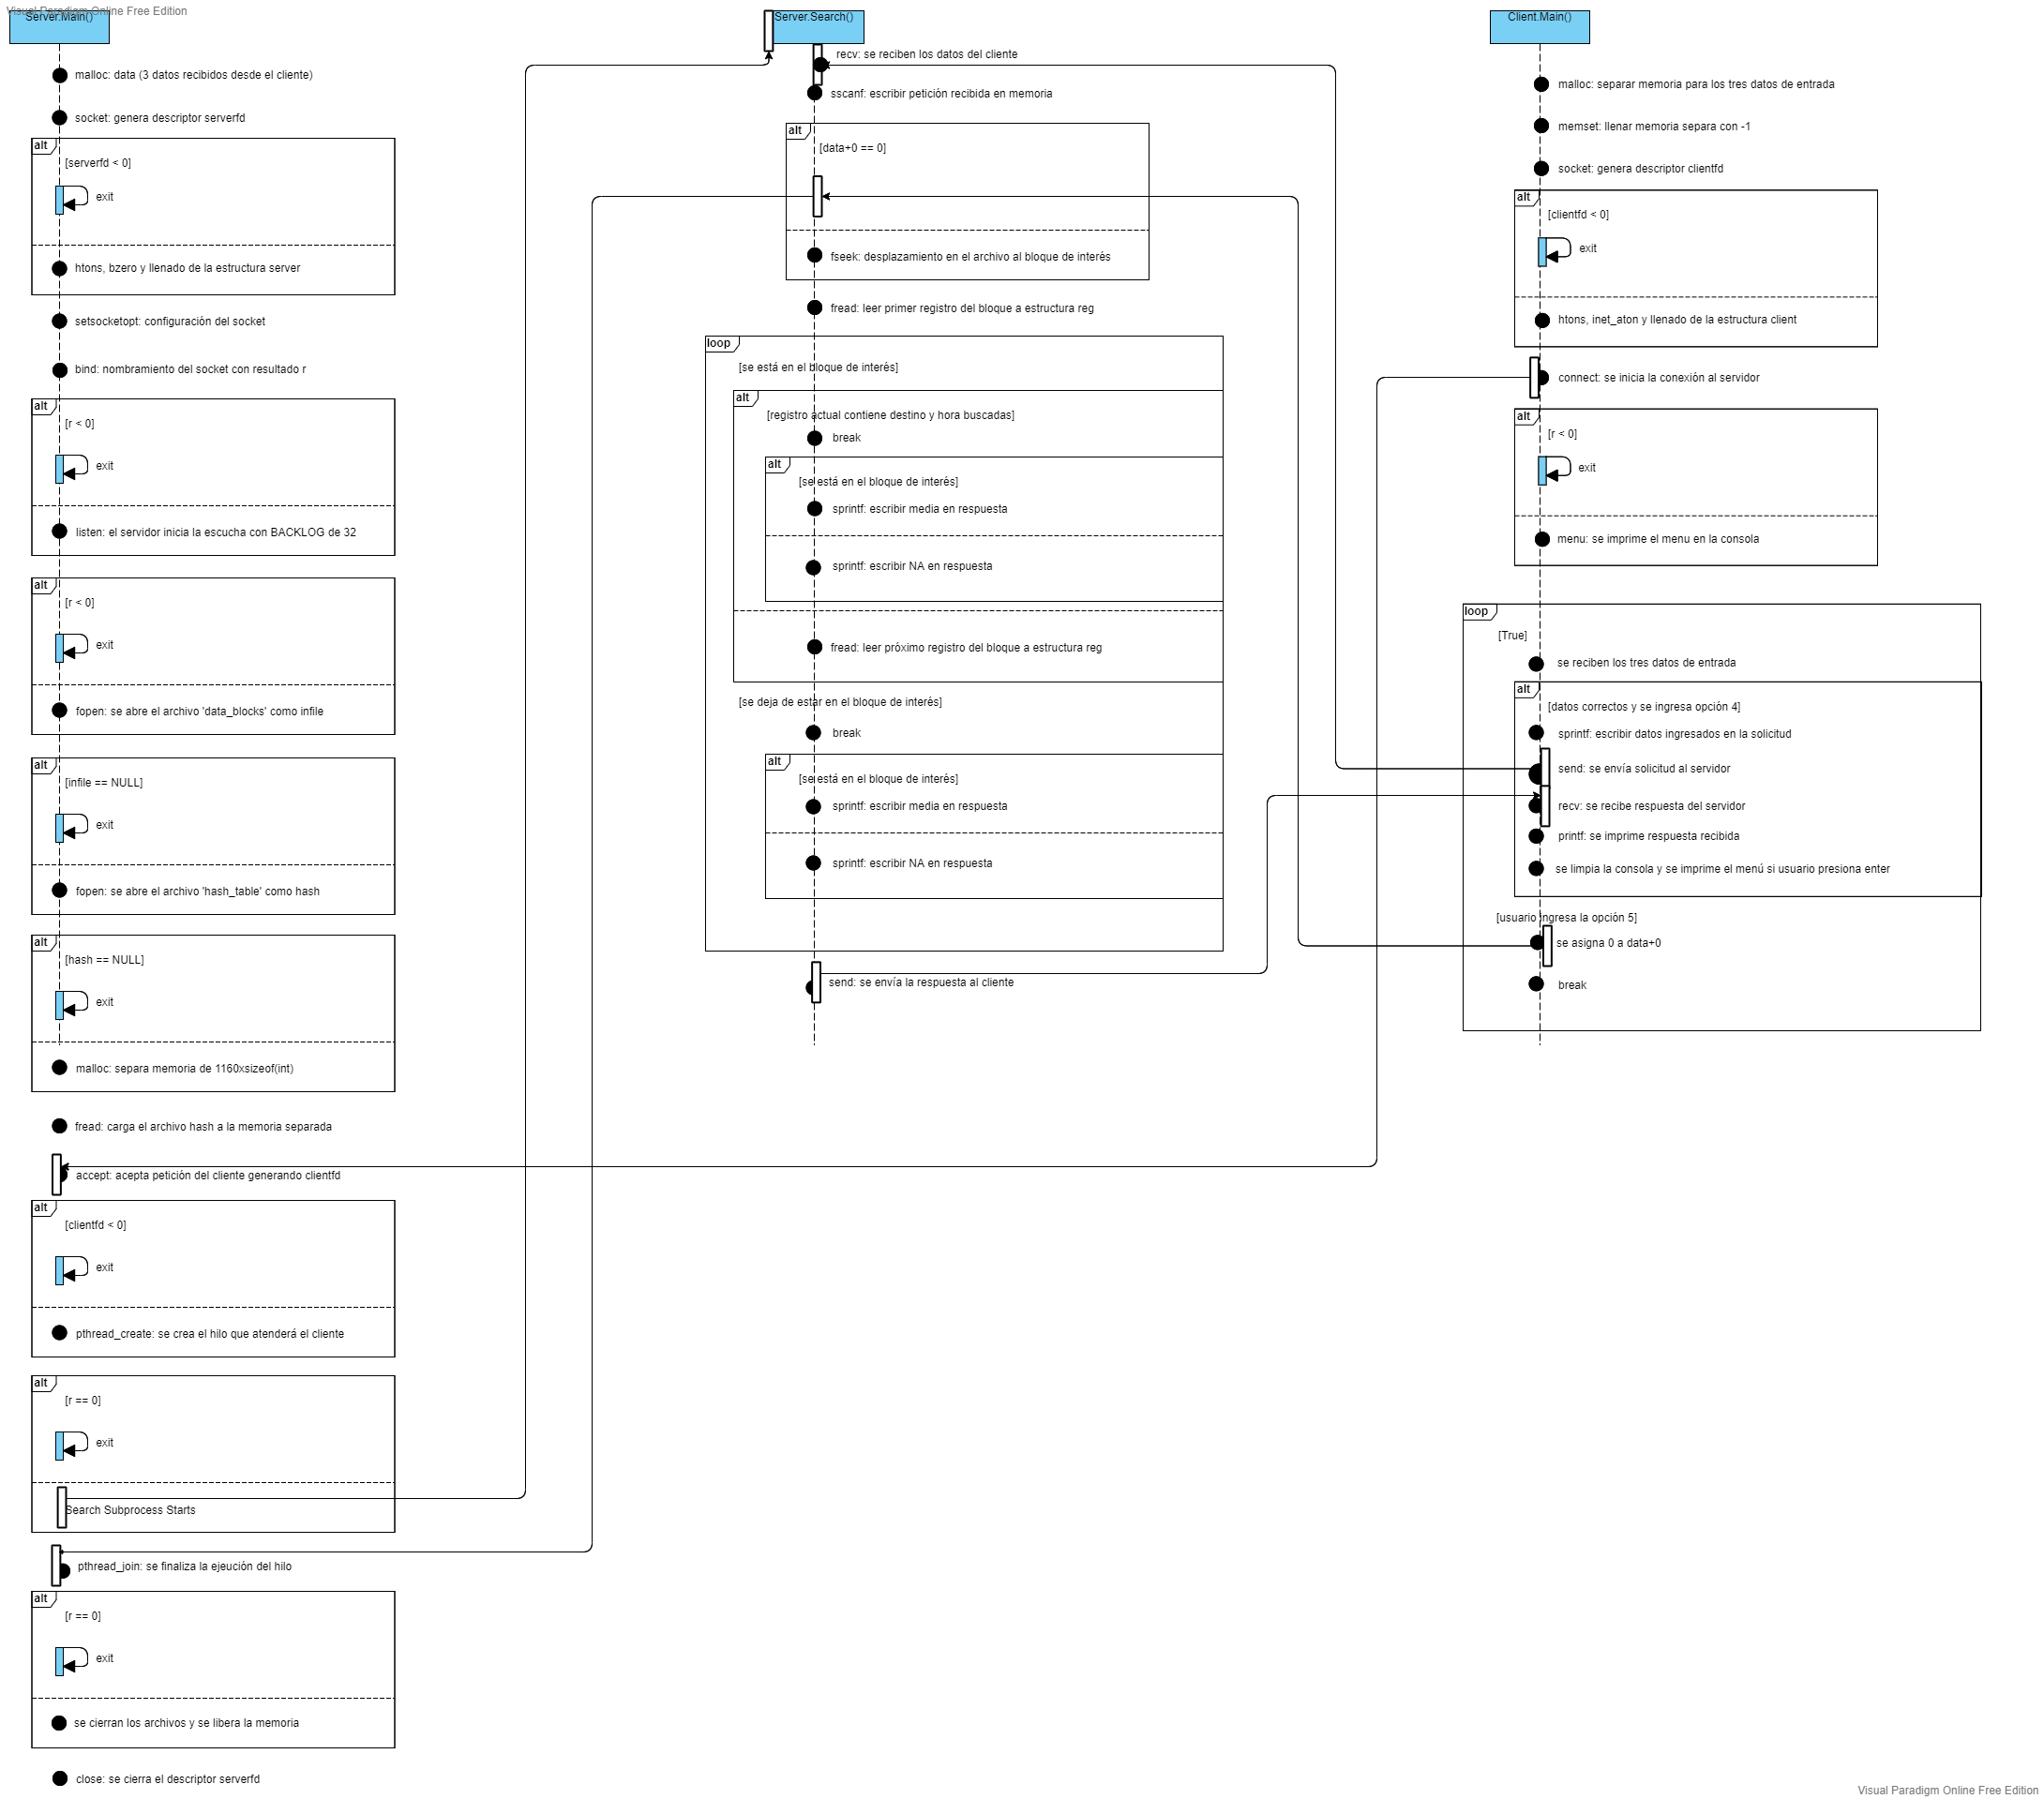 Visual Paradigm Online Free Edition
Server.Main()
malloc: data (3 datos recibidos desde el cliente)
socket: genera descriptor serverfd
alt
[serverfd < 0]
exit
htons, bzero y llenado de la estructura server
setsocketopt: configuración del socket
bind: nombramiento del socket con resultado r
alt
[r < 0]
exit
listen: el servidor inicia la escucha con BACKLOG de 32
alt
[r < 0]
exit
fopen: se abre el archivo 'data_blocks' como infile
alt
[infile == NULL]
exit
fopen: se abre el archivo 'hash_table' como hash
alt
[hash == NULL]
exit
malloc: separa memoria de 1160xsizeof(int)
fread: carga el archivo hash a la memoria separada
accept: acepta petición del cliente generando clientfd
alt
[clientfd < 0]
exit
pthread_create: se crea el hilo que atenderá el cliente
alt
[r == 0]
exit
Search Subprocess Starts
pthread_join: se finaliza la ejeución del hilo
alt
[r == 0]
exit
se cierran los archivos y se libera la memoria
close: se cierra el descriptor serverfd
Server.Search()
recv: se reciben los datos del cliente
sscanf: escribir petición recibida en memoria
alt
[data+0 == 0]
fseek: desplazamiento en el archivo al bloque de interés
fread: leer primer registro del bloque a estructura reg
loop
[se está en el bloque de interés]
alt
[registro actual contiene destino y hora buscadas]
break
alt
[se está en el bloque de interés]
sprintf: escribir media en respuesta
sprintf: escribir NA en respuesta
fread: leer próximo registro del bloque a estructura reg
[se deja de estar en el bloque de interés]
break
alt
[se está en el bloque de interés]
sprintf: escribir media en respuesta
sprintf: escribir NA en respuesta
send: se envía la respuesta al cliente
Client.Main()
malloc: separar memoria para los tres datos de entrada
memset: llenar memoria separa con -1
socket: genera descriptor clientfd
alt
[clientfd < 0]
exit
htons, inet_aton y llenado de la estructura client
connect: se inicia la conexión al servidor
alt
[r < 0]
exit
menu: se imprime el menu en la consola
loop
[True]
se reciben los tres datos de entrada
alt
[datos correctos y se ingresa opción 4]
sprintf: escribir datos ingresados en la solicitud
send: se envía solicitud al servidor
recv: se recibe respuesta del servidor
printf: se imprime respuesta recibida
se limpia la consola y se imprime el menú si usuario presiona enter
[usuario ingresa la opción 5]
se asigna 0 a data+0
break
Visual Paradigm Online Free Edition